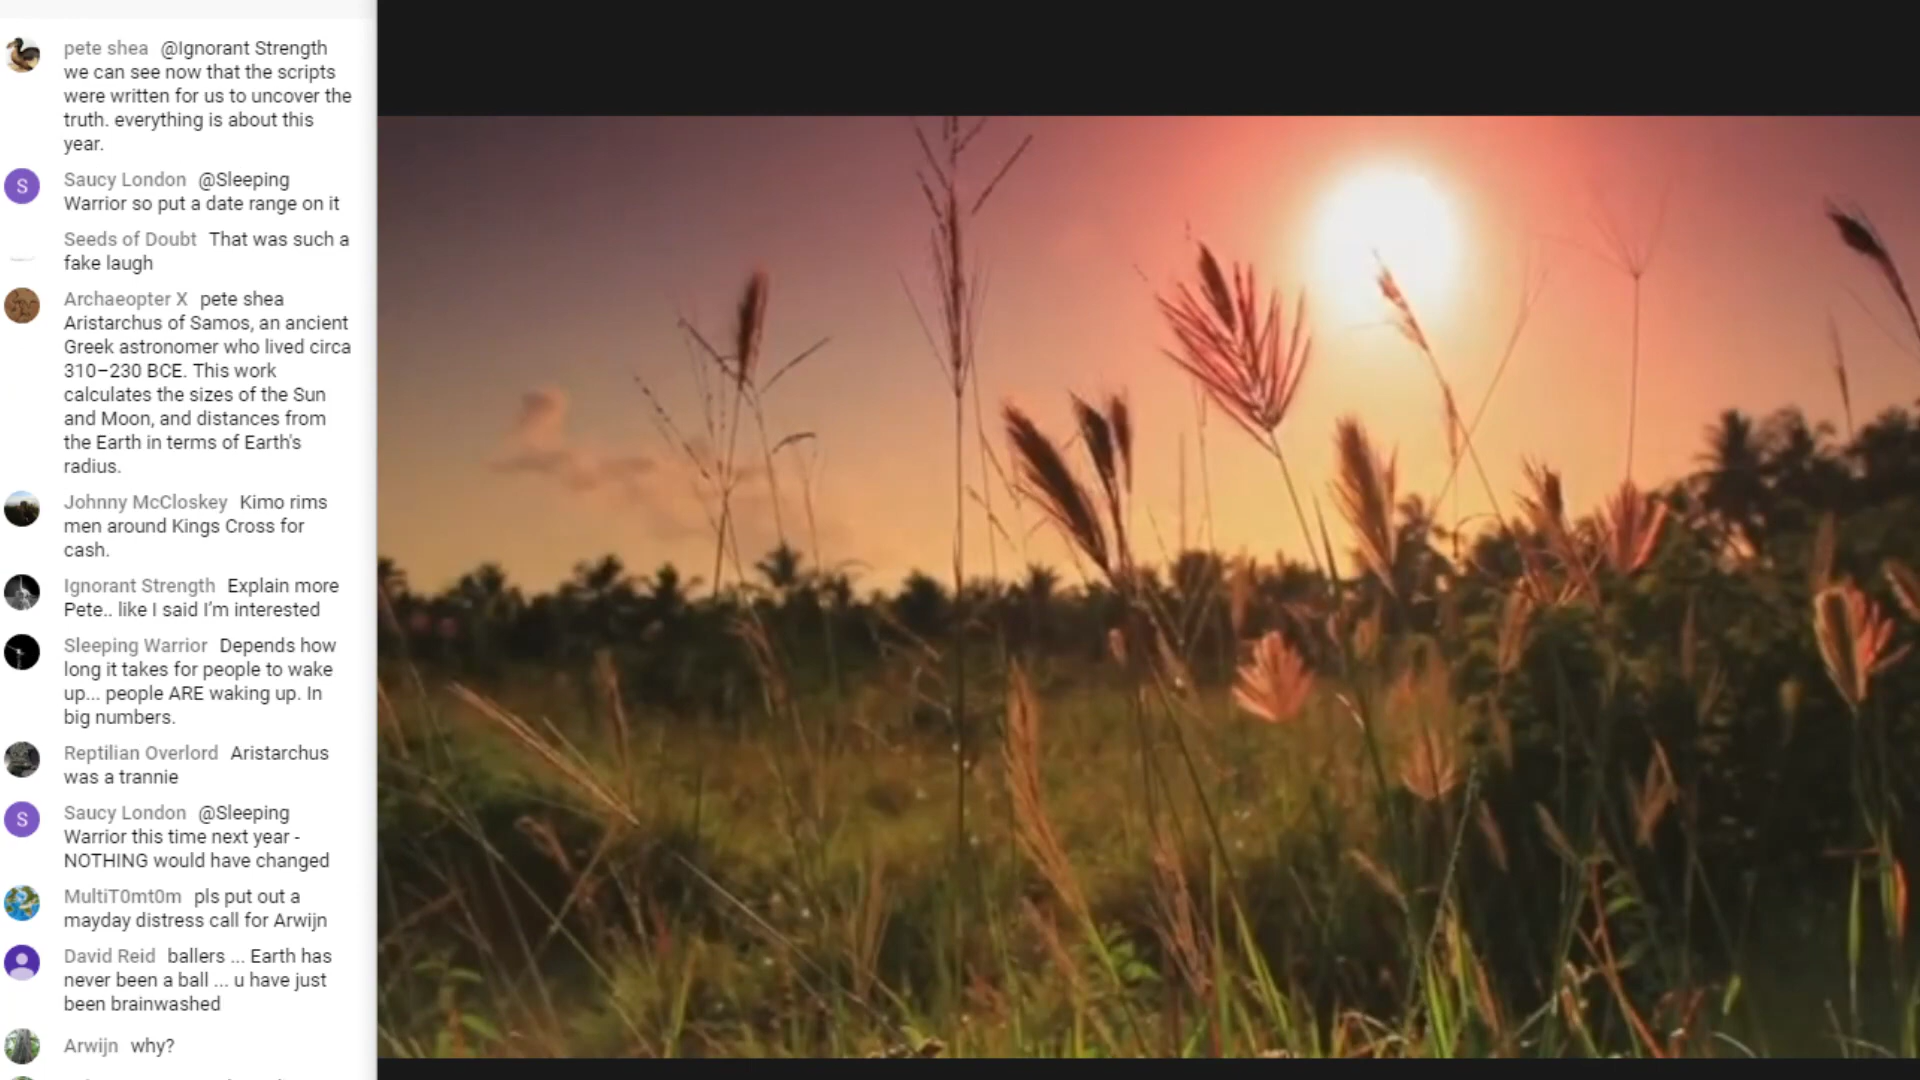 pete shea @Ignorant Strength
we can see now that the scripts
were written for us to uncover the
truth. everything is about this
year.
S
Saucy London @Sleeping
Warrior so put a date range on it
Seeds of Doubt That was such a
fake laugh
Archaeopter X pete shea
Aristarchus of Samos, an ancient
Greek astronomer who lived circa
310–230 BCE. This work
calculates the sizes of the Sun
and Moon, and distances from
the Earth in terms of Earth's
radius.
Johnny McCloskey Kimo rims
men around Kings Cross for
cash.
Ignorant Strength Explain more
Pete.. like I said I'm interested
Sleeping Warrior Depends how
long it takes for people to wake
up... people ARE waking up. In
big numbers.
Reptilian Overlord Aristarchus
was a trannie
S
Saucy London @Sleeping
Warrior this time next year -
NOTHING would have changed
MultiT0mt0m pls put out a
mayday distress call for Arwijn
David Reid ballers ... Earth has
never been a ball ... u have just
been brainwashed
Arwijn why?